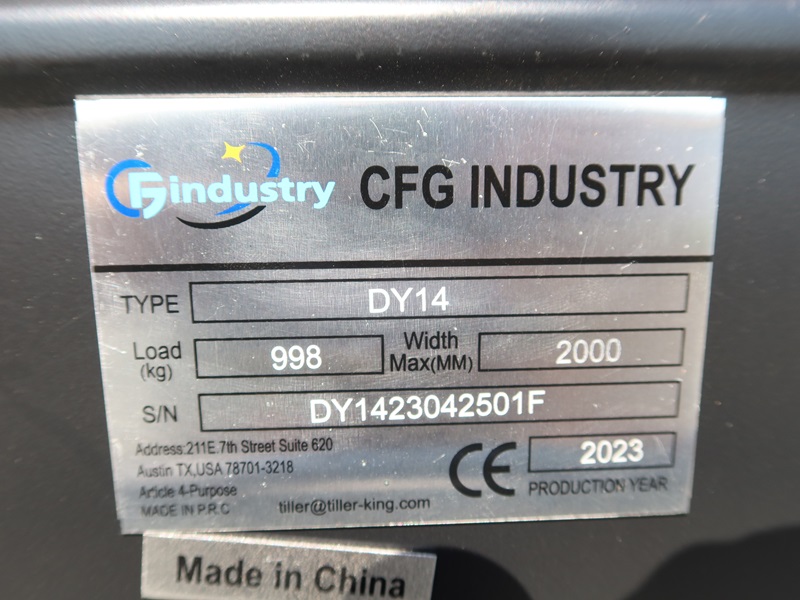 CFG industry CFG INDUSTRY
TYPE DY14
Load (kg) 998 Width Max(MM) 2000
S/N DY1423042501F
Address:211E.7th Street Suite 620
Austin TX,USA 78701-3218
Article 4-Purpose
MADE IN P.R.C
tiller@tiller-king.com
CE
2023
PRODUCTION YEAR
Made in China